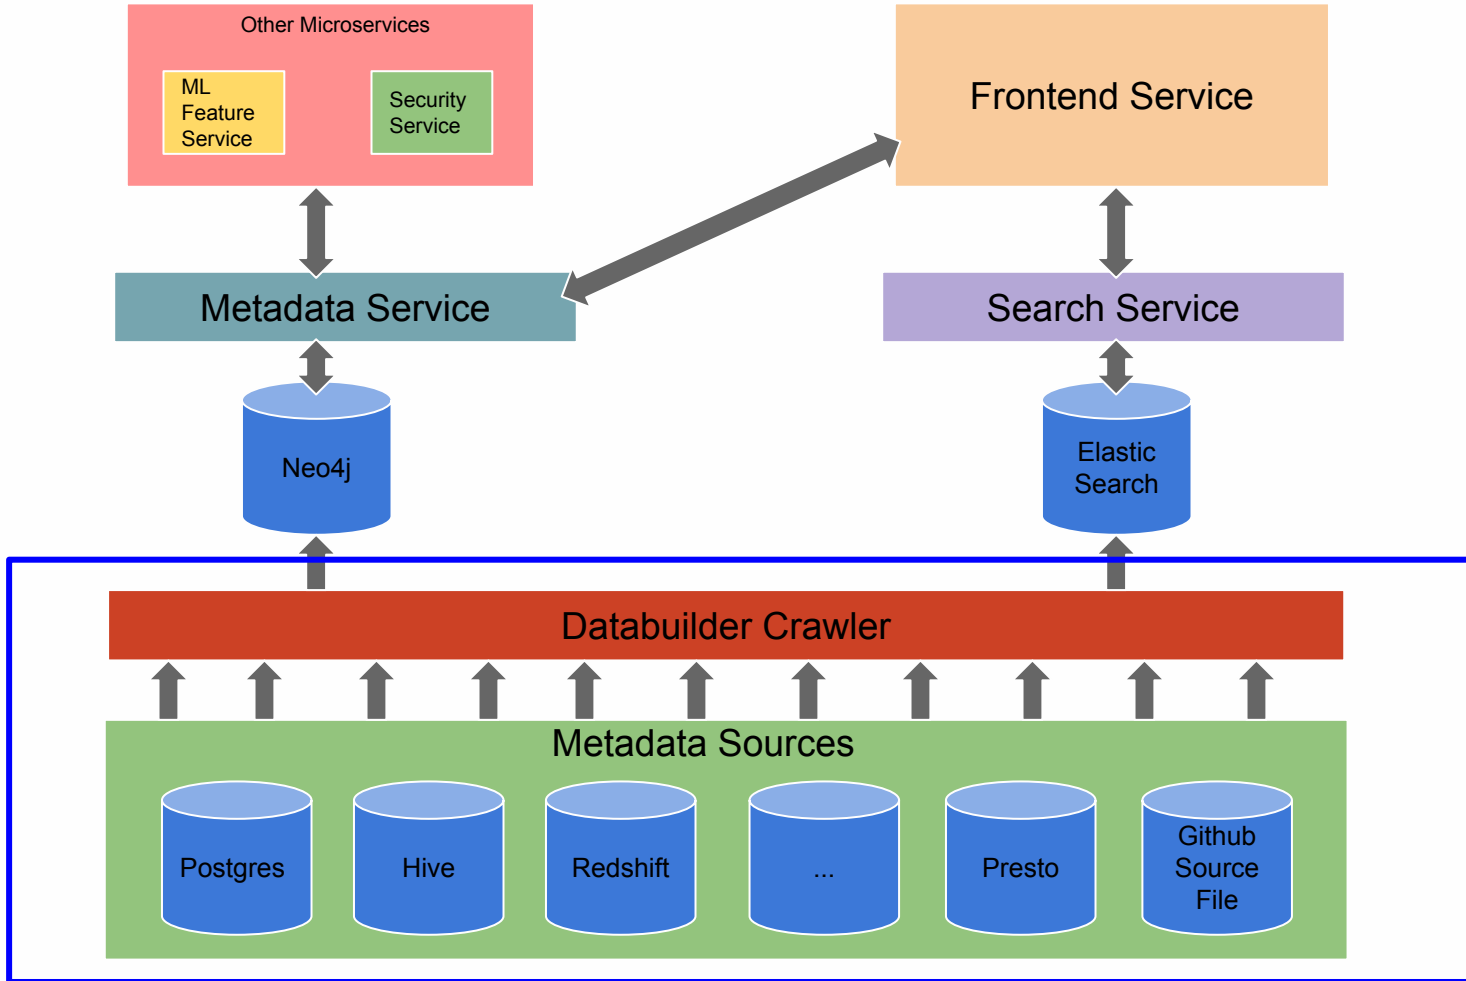 Other Microservices
ML
Feature
Service
Security
Service
Frontend Service
Metadata Service
Search Service
Neo4j
Elastic
Search
Databuilder Crawler
Metadata Sources
Postgres
Hive
Redshift
...
Presto
Github
Source
File